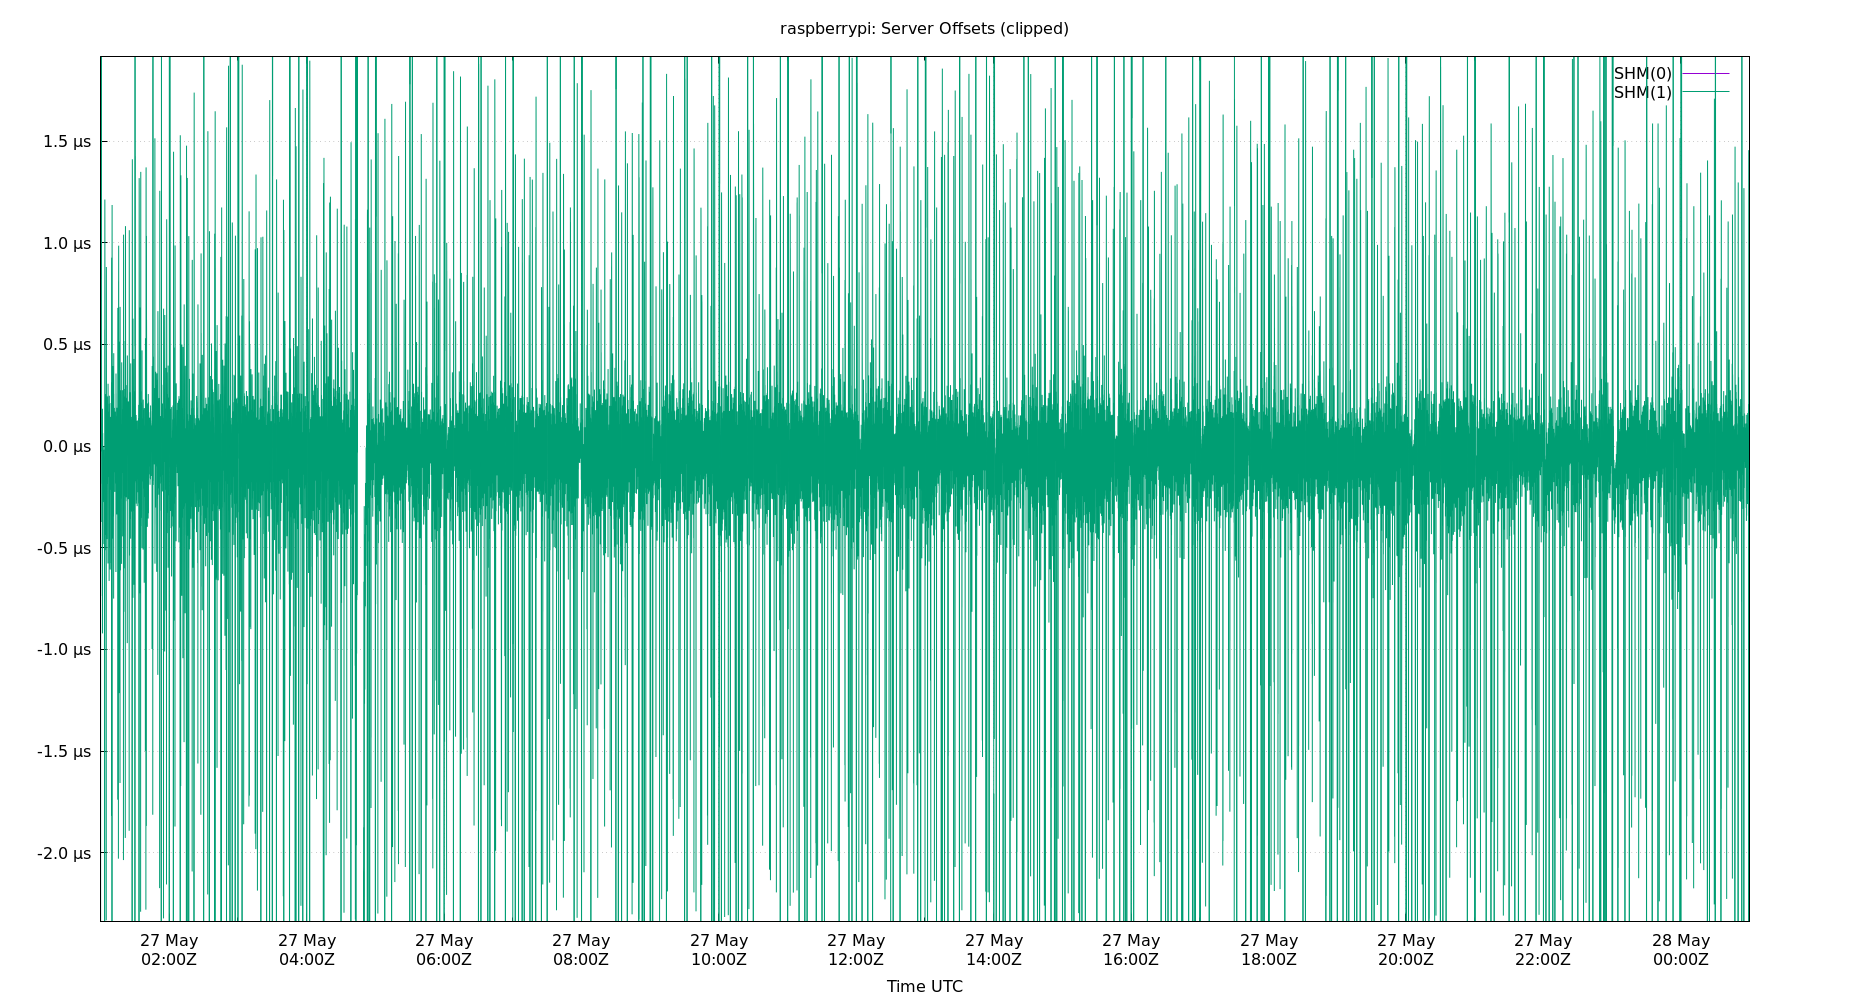 raspberrypi: Server Offsets (clipped)
SHM(0)
SHM(1)
1.5 µs
1.0 µs
0.5 µs
0.0 µs
-0.5 µs
-1.0 µs
-1.5 µs
-2.0 µs
27 May 27 May 27 May 27 May 27 May 27 May 27 May 27 May 27 May 27 May 27 May 28 May
02:00Z 04:00Z 06:00Z 08:00Z 10:00Z 12:00Z 14:00Z 16:00Z 18:00Z 20:00Z 22:00Z 00:00Z
Time UTC